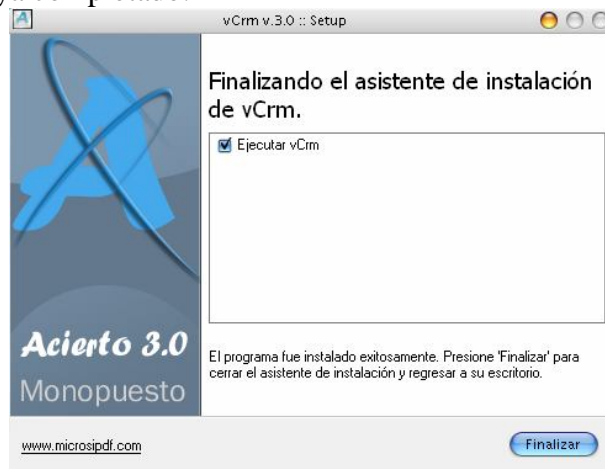 vCrm v.3.0 :: Setup
Finalizando el asistente de instalación
de vCrm.
Ejecutar vCrm
Acierto 3.0
Monopuesto
El programa fue instalado exitosamente. Presione 'Finalizar' para
cerrar el asistente de instalación y regresar a su escritorio.
www.microsipdf.com
Finalizar